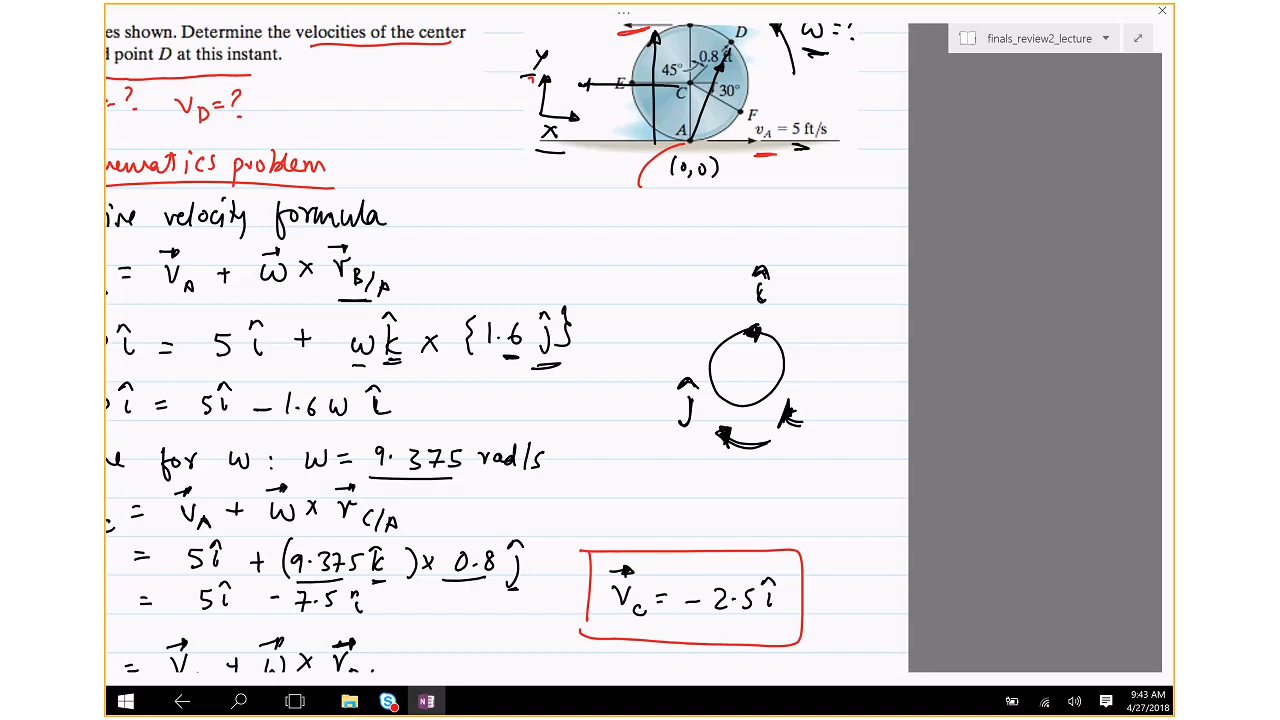 es shown. Determine the velocities of the center
d point D at this instant.
= ? v_D = ?
ematics problem
ive velocity formula
= v_A + ω × r_B/A
î = 5 î + ω k̂ × {1.6 ĵ}
î = 5î - 1.6 ω î
e for ω : ω = 9.375 rad/s
c = v_A + ω × r_C/A
= 5î + (9.375 k̂) × 0.8 ĵ
= 5î - 7.5 î
v_C = - 2.5 î
= v + ω × r
y
x
E
45°
0.8 ft
D
C
30°
F
A
v_A = 5 ft/s
(0,0)
ω = ?
î
ĵ
k
finals_review2_lecture
9:43 AM
4/27/2018